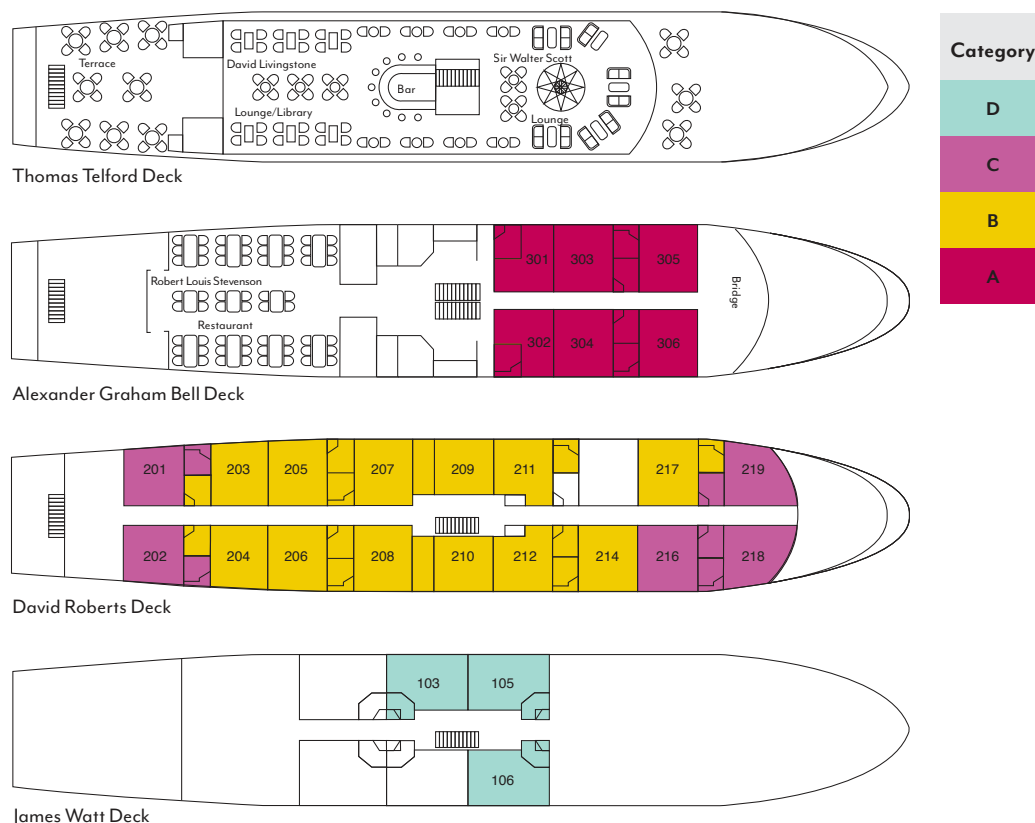 Terrace
David Livingstone
Lounge/Library
Bar
Sir Walter Scott
Lounge
Thomas Telford Deck
Category
D
C
B
A
Robert Louis Stevenson
Restaurant
301 303 305
302 304 306
Bridge
Alexander Graham Bell Deck
201 203 205 207 209 211 217 219
202 204 206 208 210 212 214 216 218
David Roberts Deck
103 105
106
James Watt Deck